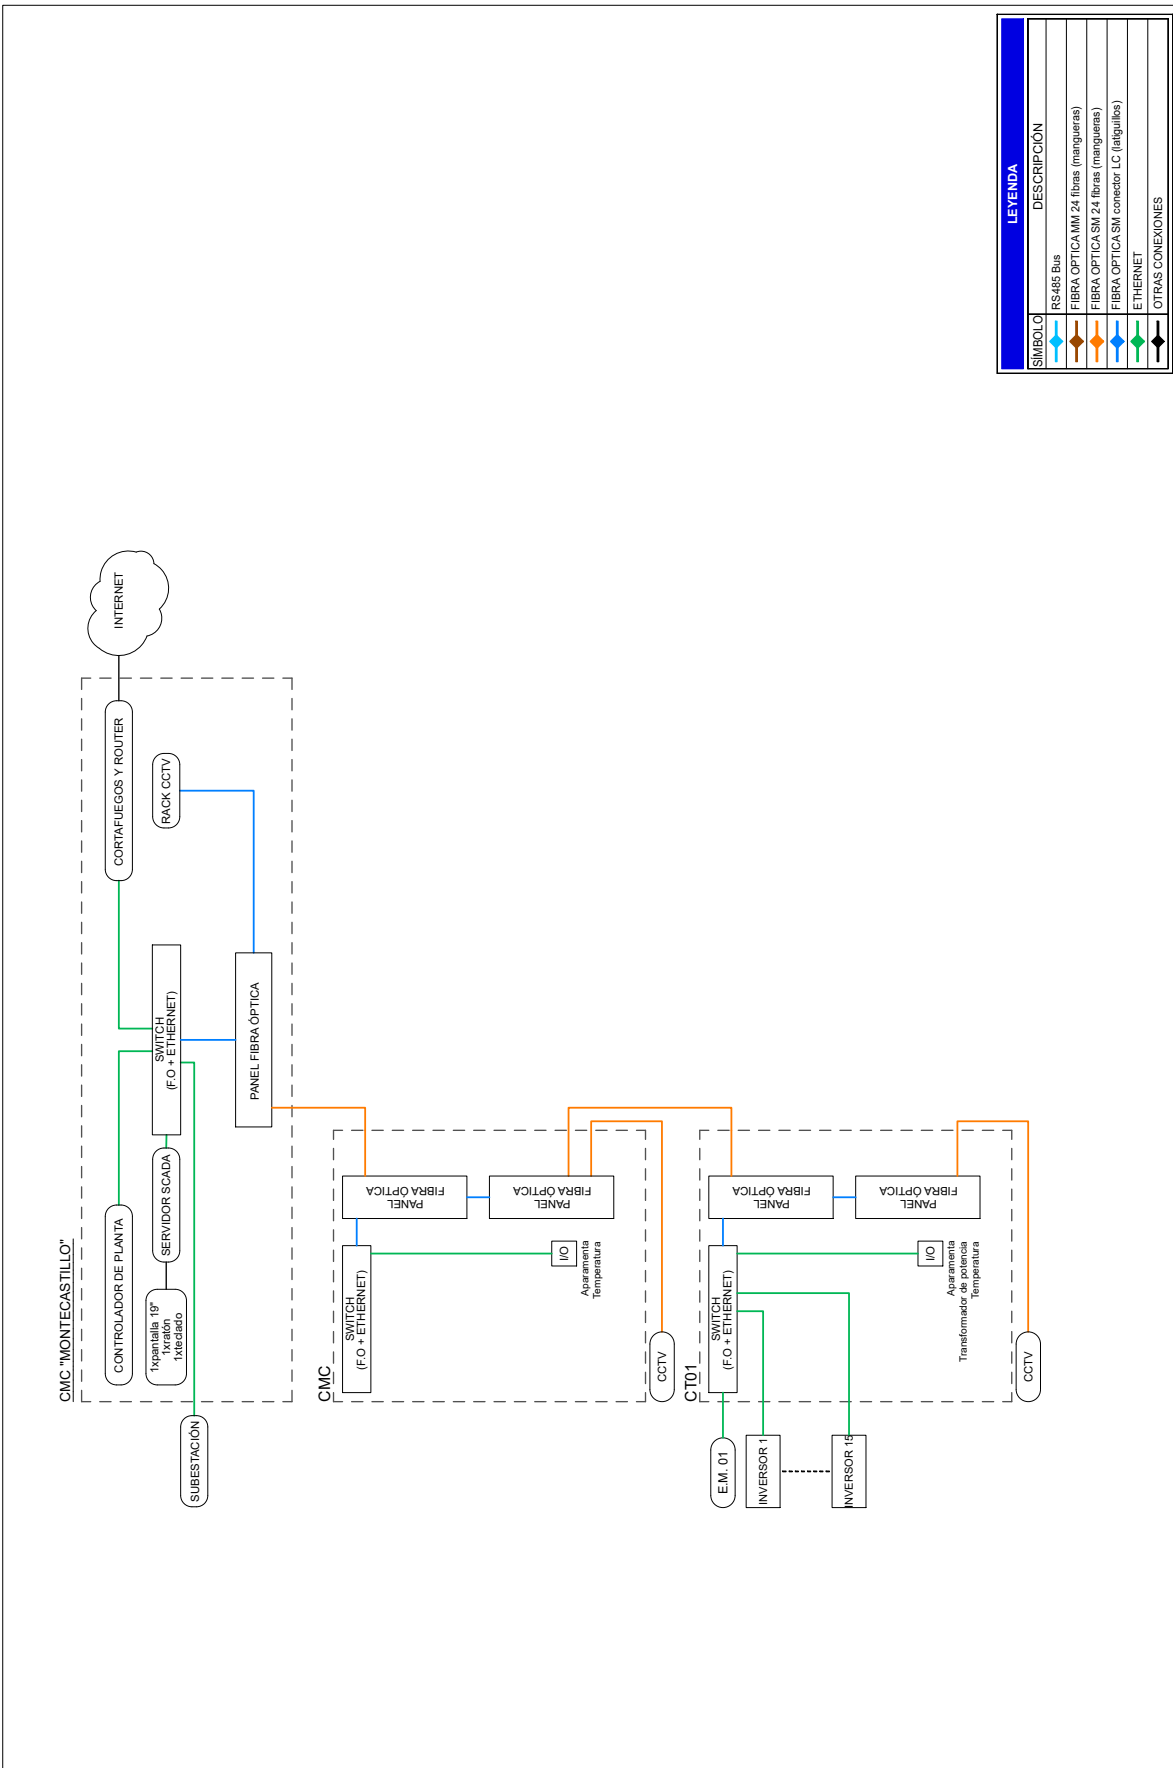 CMC "MONTECASTILLO"
CONTROLADOR DE PLANTA
CORTAFUEGOS Y ROUTER
INTERNET
1xpantalla 19"
1xratón
1xteclado
SERVIDOR SCADA
SWITCH
(F.O + ETHERNET)
RACK CCTV
SUBESTACIÓN
PANEL FIBRA ÓPTICA
CMC
SWITCH
(F.O + ETHERNET)
PANEL
FIBRA ÓPTICA
PANEL
FIBRA ÓPTICA
I/O
Aparamenta
Temperatura
CCTV
CT01
SWITCH
(F.O + ETHERNET)
PANEL
FIBRA ÓPTICA
PANEL
FIBRA ÓPTICA
E.M. 01
INVERSOR 1
INVERSOR 15
I/O
Aparamenta
Transformador de potencia
Temperatura
CCTV
LEYENDA
SÍMBOLO DESCRIPCIÓN
RS485 Bus
FIBRA OPTICA MM 24 fibras (mangueras)
FIBRA OPTICA SM 24 fibras (mangueras)
FIBRA OPTICA SM conector LC (latiguillos)
ETHERNET
OTRAS CONEXIONES